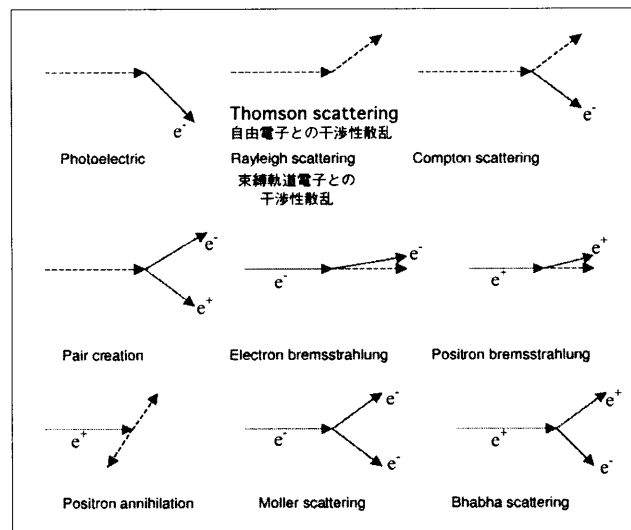 e-
Photoelectric
Thomson scattering
自由電子との干渉性散乱
Rayleigh scattering
束縛軌道電子との
干渉性散乱
e-
Compton scattering
e-
e+
Pair creation
e-
e-
Electron bremsstrahlung
e+
e+
Positron bremsstrahlung
e+
Positron annihilation
e-
e-
e-
Moller scattering
e+
e+
e-
Bhabha scattering